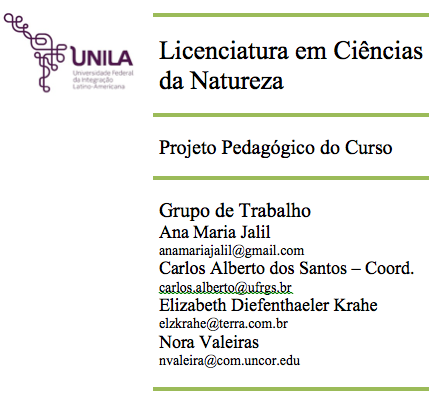 UNILA
Universidade Federal
da Integração
Latino-Americana
Licenciatura em Ciências
da Natureza
Projeto Pedagógico do Curso
Grupo de Trabalho
Ana Maria Jalil
anamariajalil@gmail.com
Carlos Alberto dos Santos – Coord.
carlos.alberto@ufrgs.br
Elizabeth Diefenthaeler Krahe
elzkrahe@terra.com.br
Nora Valeiras
nvaleira@com.uncor.edu